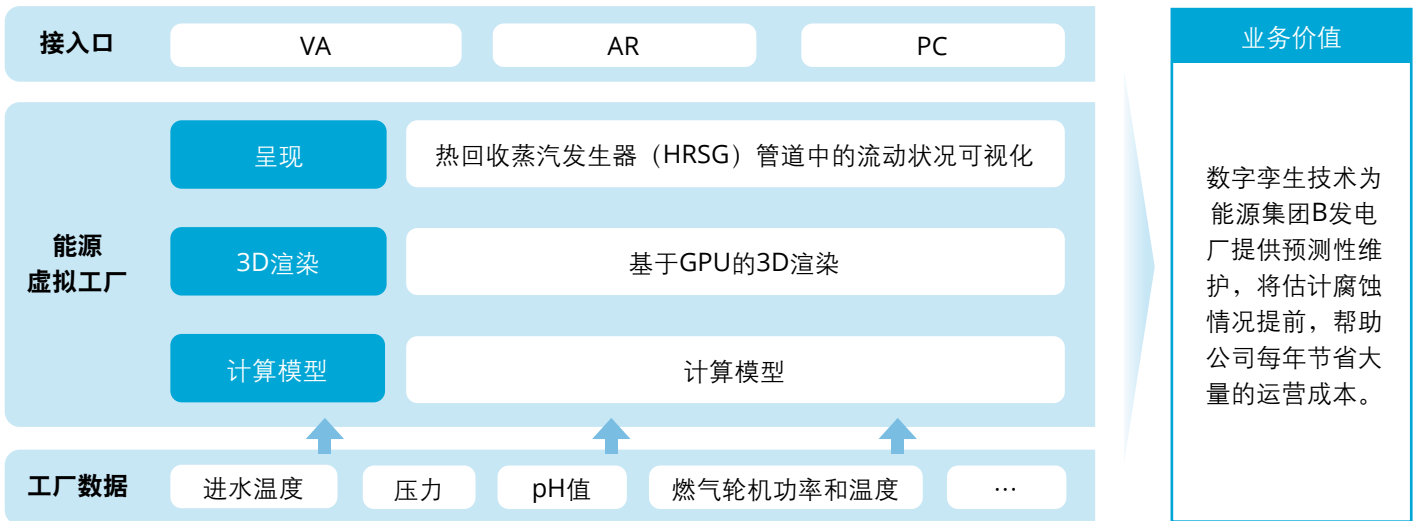 接入口
VA
AR
PC
能源
虚拟工厂
呈现
热回收蒸汽发生器（HRSG）管道中的流动状况可视化
3D渲染
基于GPU的3D渲染
计算模型
计算模型
工厂数据
进水温度
压力
pH值
燃气轮机功率和温度
…
业务价值
数字孪生技术为
能源集团B发电
厂提供预测性维
护，将估计腐蚀
情况提前，帮助
公司每年节省大
量的运营成本。